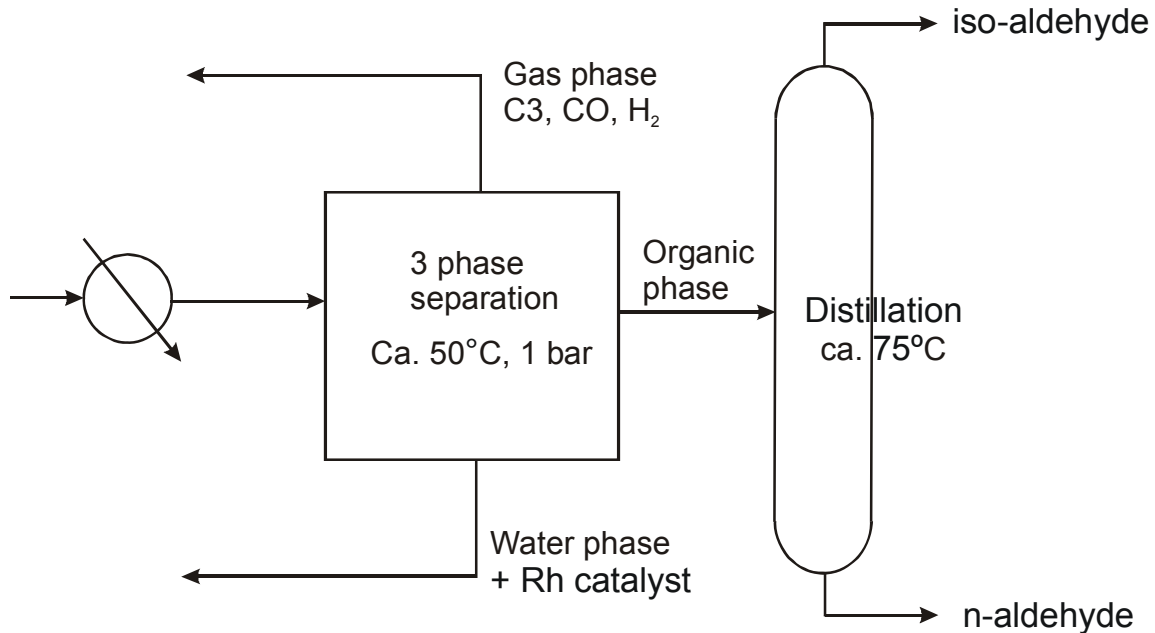 iso-aldehyde
Gas phase
C3, CO, H₂
3 phase
separation
Ca. 50°C, 1 bar
Organic
phase
Distillation
ca. 75ºC
Water phase
+ Rh catalyst
n-aldehyde